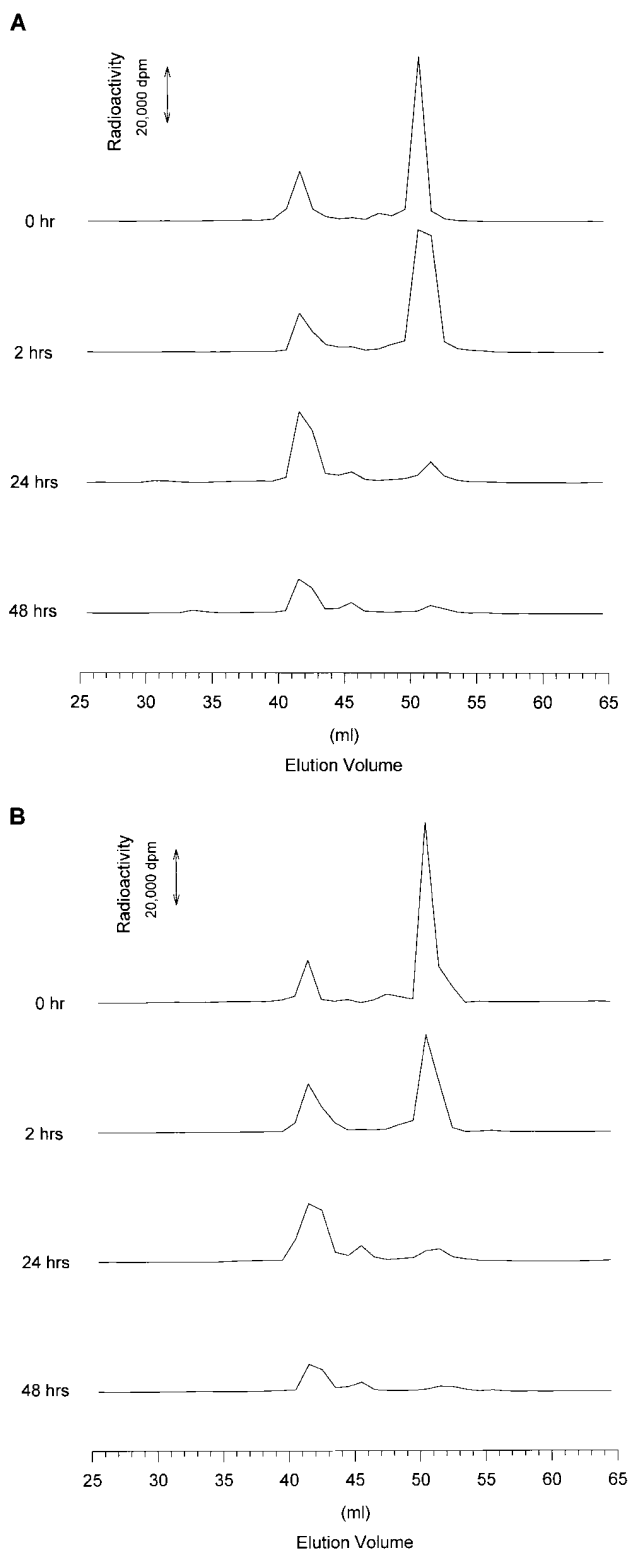 A
Radioactivity
20,000 dpm
0 hr
2 hrs
24 hrs
48 hrs
25 30 35 40 45 50 55 60 65
(ml)
Elution Volume
B
Radioactivity
20,000 dpm
0 hr
2 hrs
24 hrs
48 hrs
25 30 35 40 45 50 55 60 65
(ml)
Elution Volume